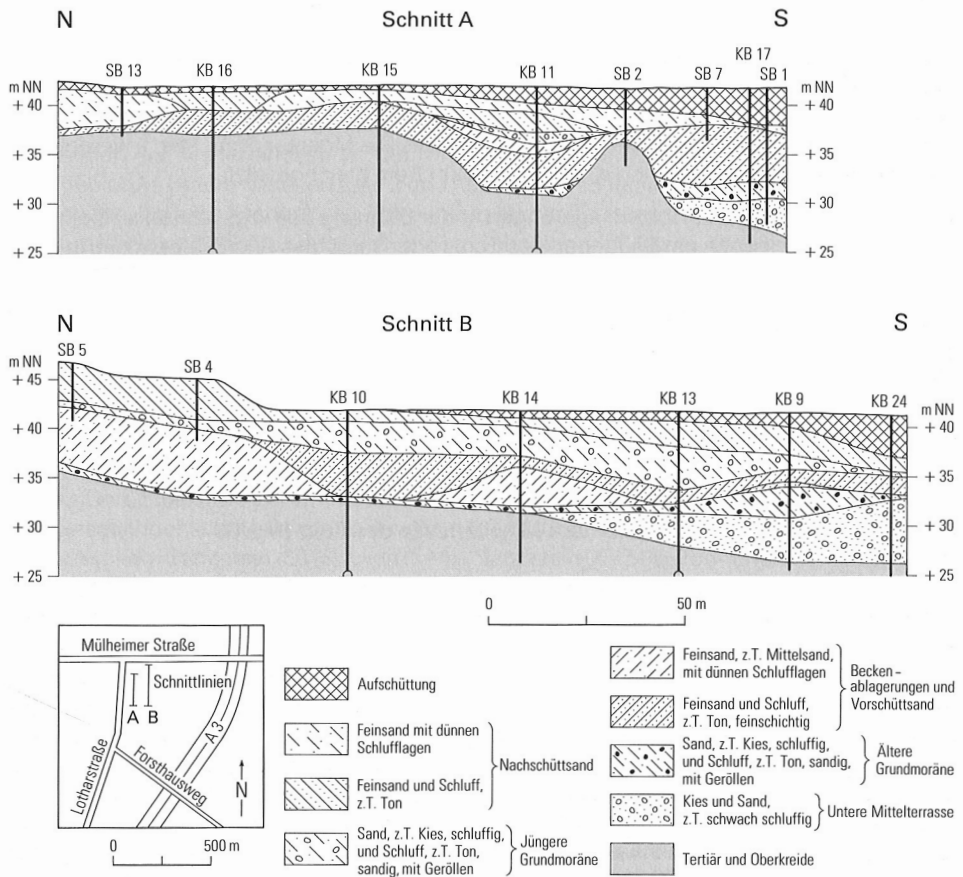 N Schnitt A S
SB 13 KB 16 KB 15 KB 11 SB 2 SB 7 KB 17 SB 1
m NN m NN
+ 40 + 40
+ 35 + 35
+ 30 + 30
+ 25 + 25
N Schnitt B S
SB 5 SB 4 KB 10 KB 14 KB 13 KB 9 KB 24
m NN m NN
+ 45
+ 40 + 40
+ 35 + 35
+ 30 + 30
+ 25 + 25
0 50 m
Mülheimer Straße
Schnittlinien
A B
A 3
Lotharstraße
Forsthausweg
N
0 500 m
Aufschüttung
Feinsand mit dünnen
Schlufflagen
Nachschüttsand
Feinsand und Schluff,
z.T. Ton
Sand, z.T. Kies, schluffig,
und Schluff, z.T. Ton,
sandig, mit Geröllen
Jüngere
Grundmoräne
Feinsand, z.T. Mittelsand,
mit dünnen Schlufflagen
Feinsand und Schluff,
z.T. Ton, feinschichtig
Becken-
ablagerungen und
Vorschüttsand
Sand, z.T. Kies, schluffig,
und Schluff, z.T. Ton, sandig,
mit Geröllen
Ältere
Grundmoräne
Kies und Sand,
z.T. schwach schluffig
Untere Mittelterrasse
Tertiär und Oberkreide